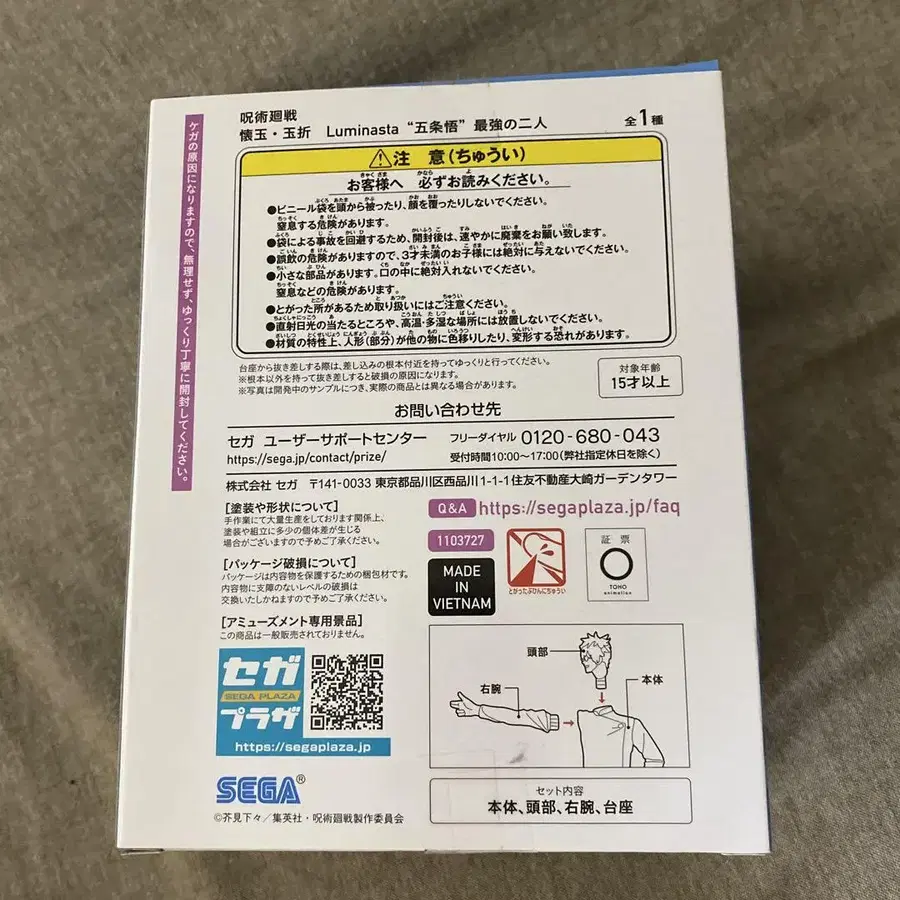 呪術廻戦
懐玉・玉折 Luminasta “五条悟” 最強の二人
全1種
ケガの原因になりますので、無理せず、ゆっくり丁寧に開封してください。
⚠注 意(ちゅうい)
お客様へ 必ずお読みください。
●ビニール袋を頭から被ったり、顔を覆ったりしないでください。
窒息する危険があります。
●袋による事故を回避するため、開封後は、速やかに廃棄をお願い致します。
●誤飲の危険がありますので、3才未満のお子様には絶対に与えないでください。
●小さな部品があります。口の中に絶対入れないでください。
窒息などの危険があります。
●とがった所があるため取り扱いにはご注意ください。
●直射日光の当たるところや、高温・多湿な場所には放置しないでください。
●材質の特性上、人形(部分)が他の物に色移りしたり、変形する恐れがあります。
台座から抜き差しする際は、差し込みの根本付近を持ってゆっくりと行ってください。
※根本以外を持って抜き差しすると破損の原因になります。
※写真は開発中のサンプルにつき、実際の商品とは異なる場合があります。
対象年齢
15才以上
お問い合わせ先
セガ ユーザーサポートセンター
https://sega.jp/contact/prize/
フリーダイヤル 0120-680-043
受付時間10:00〜17:00(弊社指定休日を除く)
株式会社 セガ 〒141-0033 東京都品川区西品川1-1-1住友不動産大崎ガーデンタワー
[塗装や形状について]
手作業にて大量生産をしております関係上、
塗装や組立に多少の個体差が生じる
場合がございますので予めご了承ください。
[パッケージ破損について]
パッケージは内容物を保護するための梱包材です。
内容物に支障のないレベルの破損は
交換いたしかねますので予めご了承ください。
[アミューズメント専用景品]
この商品は一般販売されておりません。
Q&A https://segaplaza.jp/faq
1103727
MADE
IN
VIETNAM
とがったぶひんにちゅうい
証 票
TOHO
animation
セガ
SEGA PLAZA
プラザ
https://segaplaza.jp
頭部
右腕
本体
SEGA®
©芥見下々/集英社・呪術廻戦製作委員会
セット内容
本体、頭部、右腕、台座